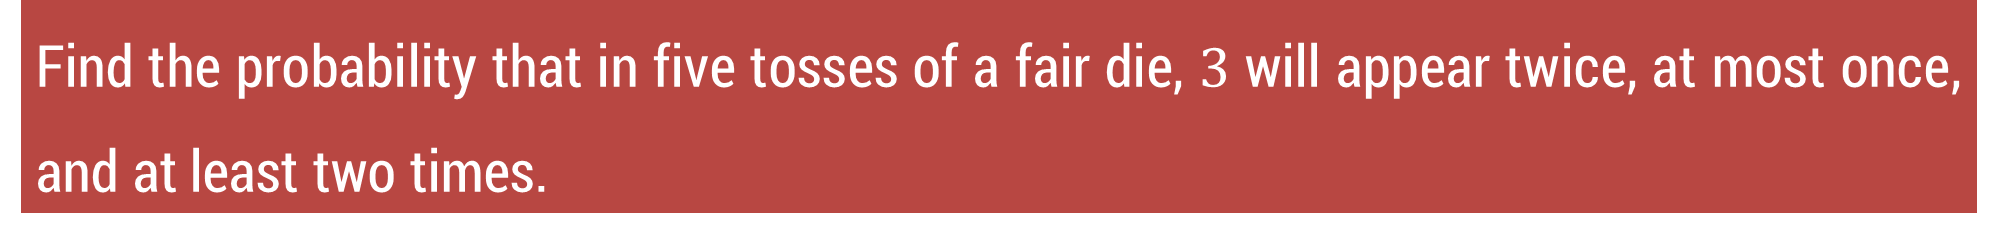 Find the probability that in five tosses of a fair die, 3 will appear twice, at most once,
and at least two times.